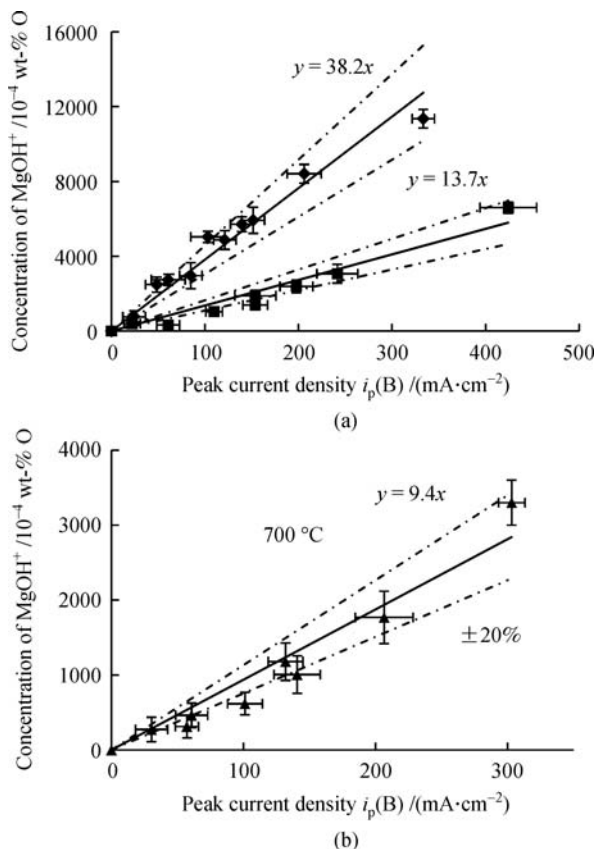 16000
12000
8000
4000
0
0
100
200
300
400
500
y = 38.2x
y = 13.7x
Concentration of MgOH⁺ /10⁻⁴ wt-% O
Peak current density iₚ(B) /(mA·cm⁻²)
(a)
4000
3000
2000
1000
0
0
100
200
300
y = 9.4x
700 °C
±20%
Concentration of MgOH⁺ /10⁻⁴ wt-% O
Peak current density iₚ(B) /(mA·cm⁻²)
(b)